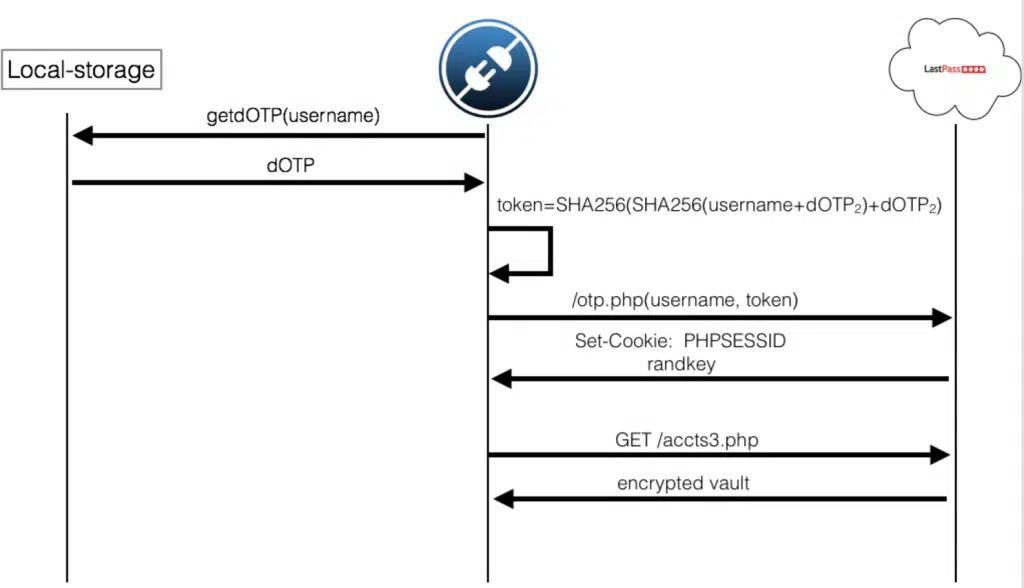 Local-storage
LastPass
getdOTP(username)
dOTP
token=SHA256(SHA256(username+dOTP₂)+dOTP₂)
/otp.php(username, token)
Set-Cookie: PHPSESSID
randkey
GET /accts3.php
encrypted vault